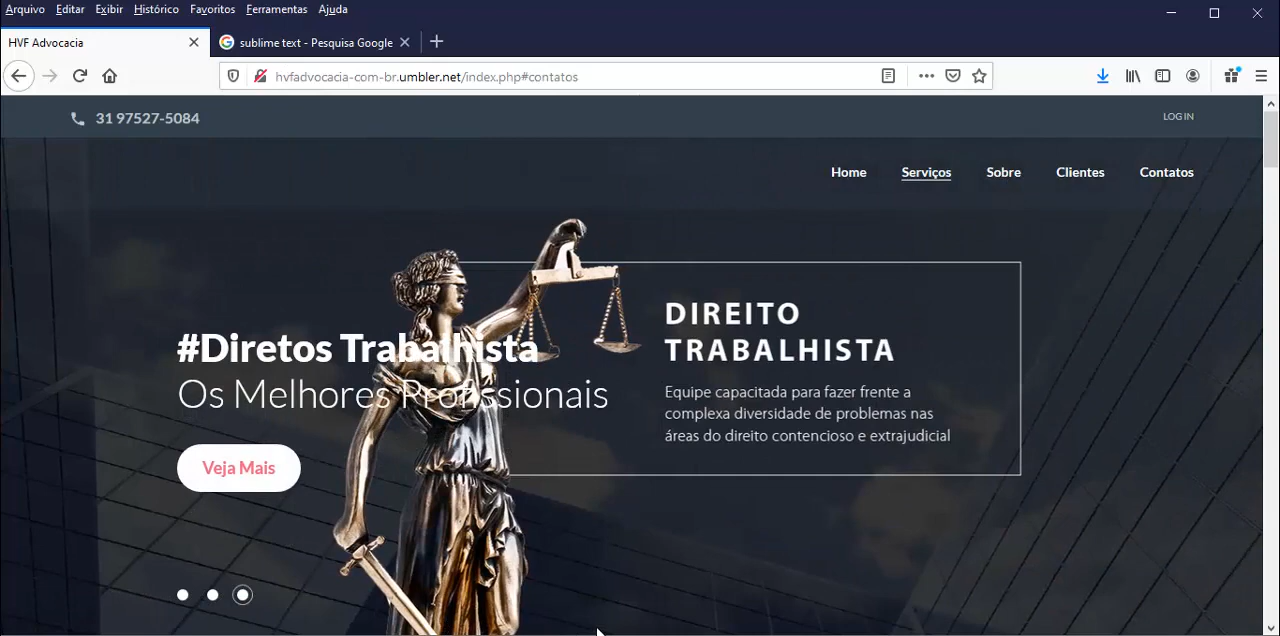 Arquivo Editar Exibir Histórico Favoritos Ferramentas Ajuda
HVF Advocacia
sublime text - Pesquisa Google
hvfadvocacia-com-br.umbler.net/index.php#contatos
31 97527-5084
LOG IN
Home Serviços Sobre Clientes Contatos
#Diretos Trabalhista
Os Melhores Profissionais
Veja Mais
DIREITO
TRABALHISTA
Equipe capacitada para fazer frente a
complexa diversidade de problemas nas
áreas do direito contencioso e extrajudicial